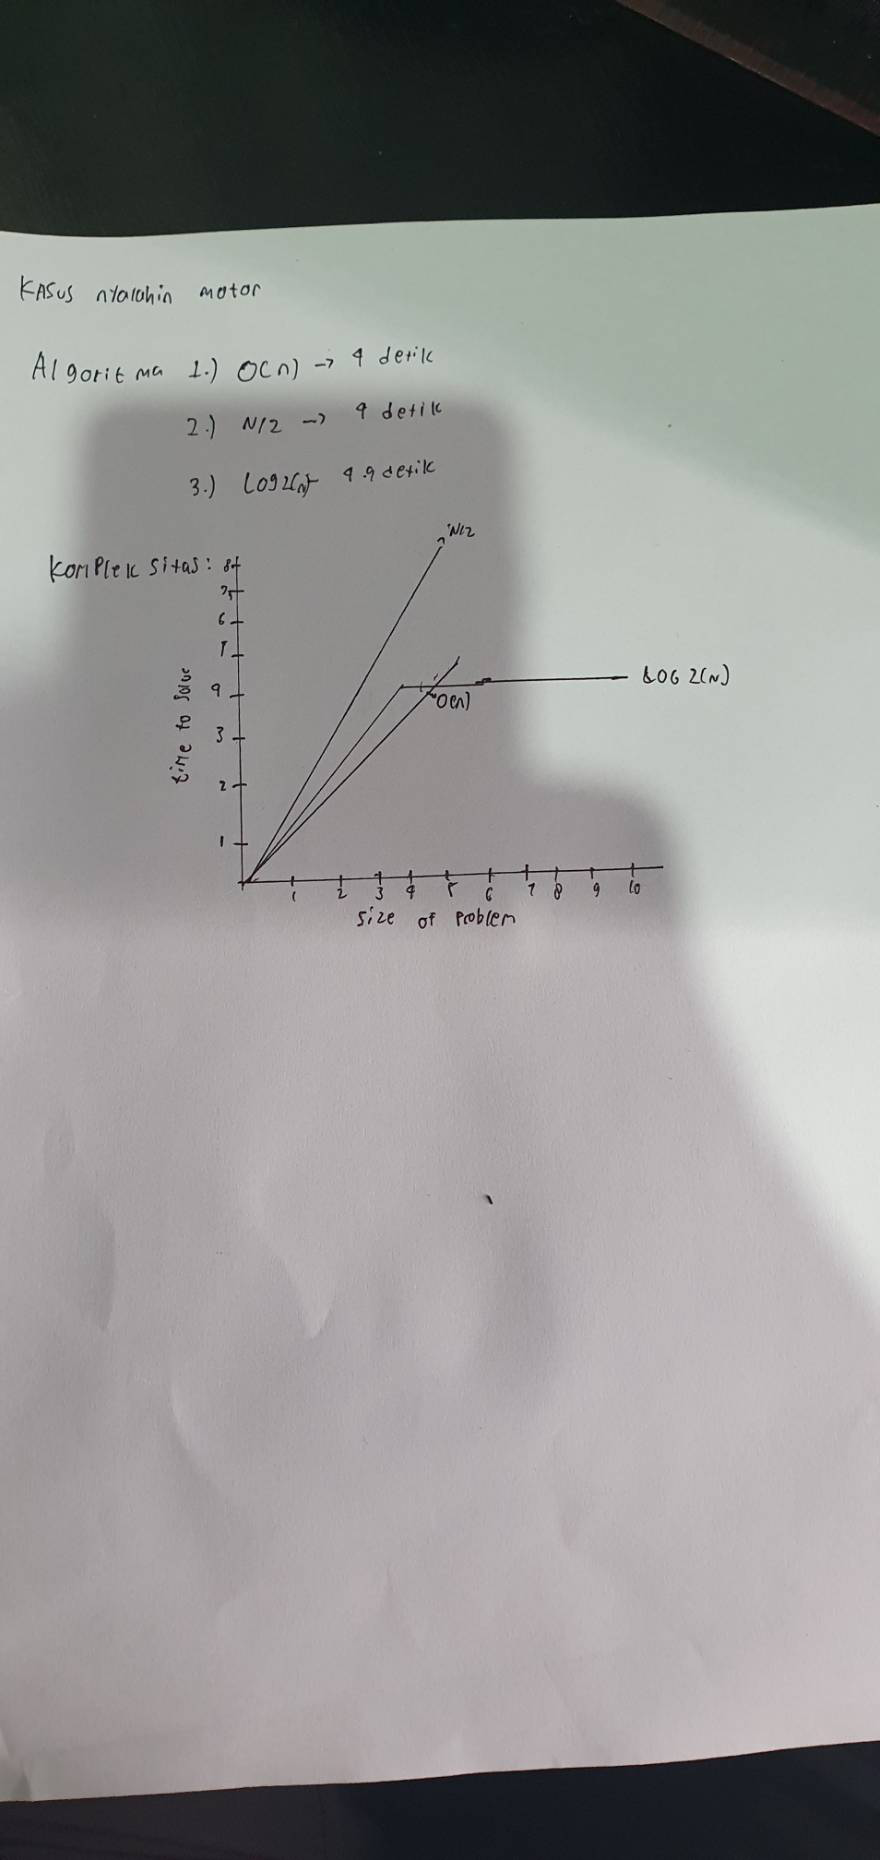 KASUS nyalahin motor
Algoritma 1.) O(n) -> 4 detik
2.) N/2 -> 4 detik
3.) LOG2(n) 4.9 detik
Kompleksitas:
8
7
6
5
4
3
2
1
time to solve
N/2
LOG 2(N)
O(n)
1 2 3 4 5 6 7 8 9 10
size of problem